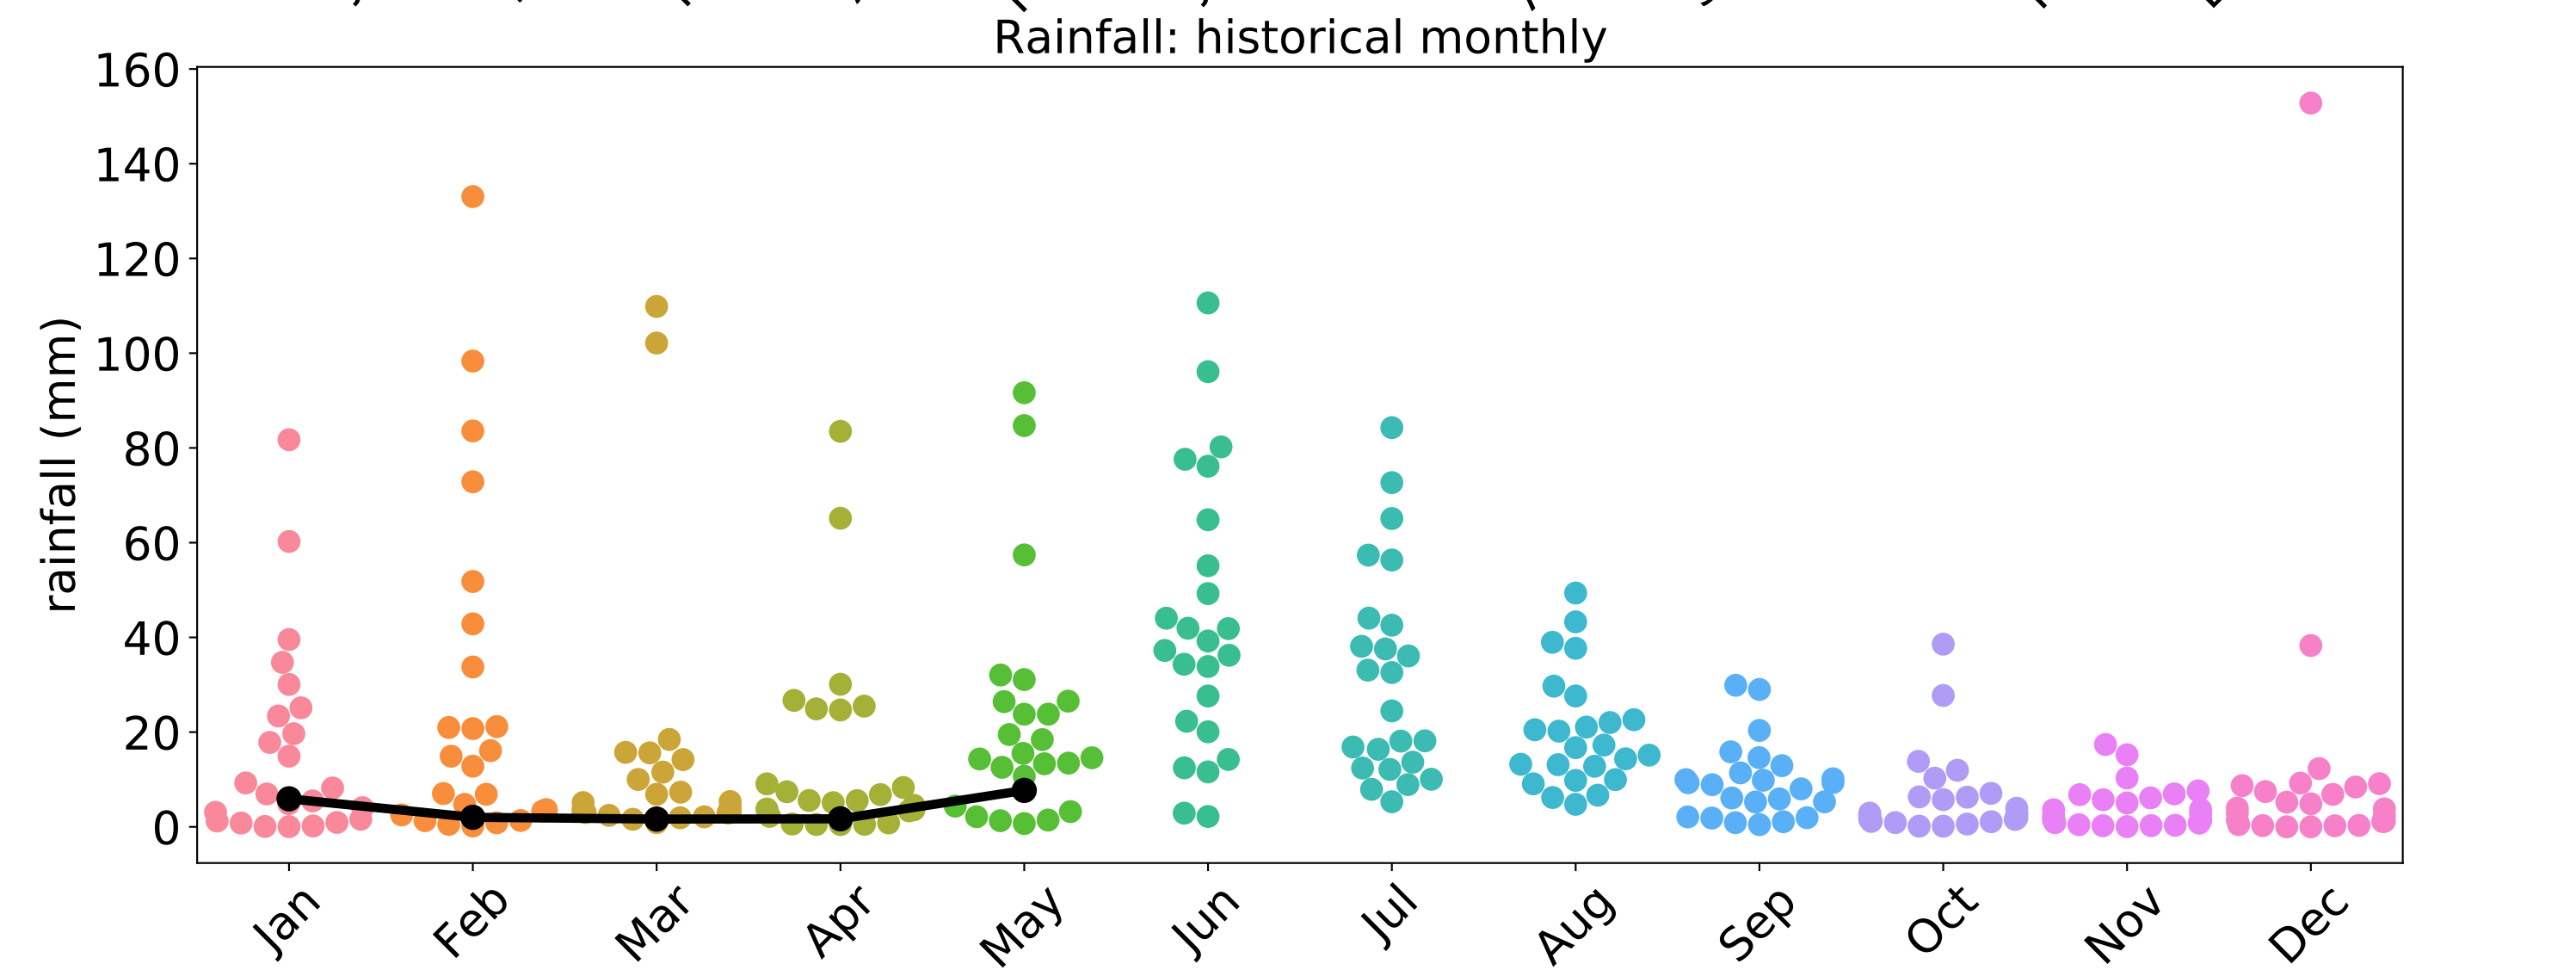 Rainfall: historical monthly
160
140
120
100
80
60
40
20
0
rainfall (mm)
Jan
Feb
Mar
Apr
May
Jun
Jul
Aug
Sep
Oct
Nov
Dec